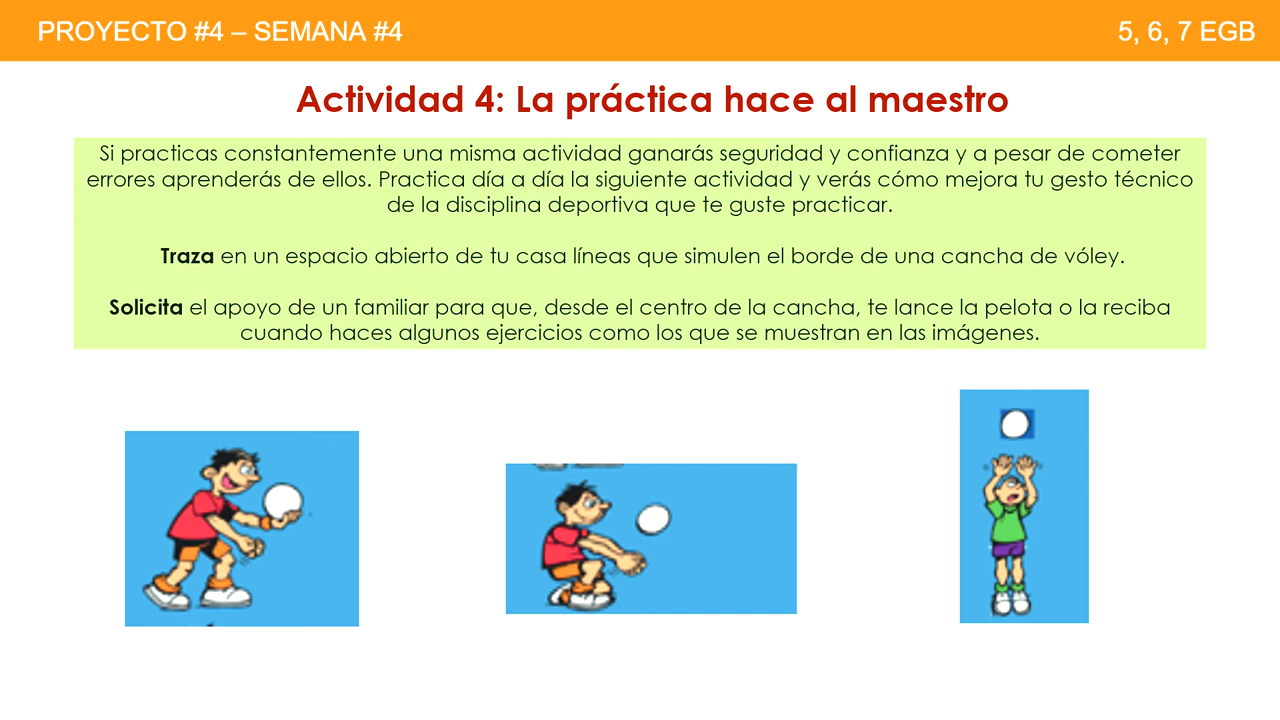 PROYECTO #4 – SEMANA #4
5, 6, 7 EGB
Actividad 4: La práctica hace al maestro
Si practicas constantemente una misma actividad ganarás seguridad y confianza y a pesar de cometer
errores aprenderás de ellos. Practica día a día la siguiente actividad y verás cómo mejora tu gesto técnico
de la disciplina deportiva que te guste practicar.
Traza en un espacio abierto de tu casa líneas que simulen el borde de una cancha de vóley.
Solicita el apoyo de un familiar para que, desde el centro de la cancha, te lance la pelota o la reciba
cuando haces algunos ejercicios como los que se muestran en las imágenes.